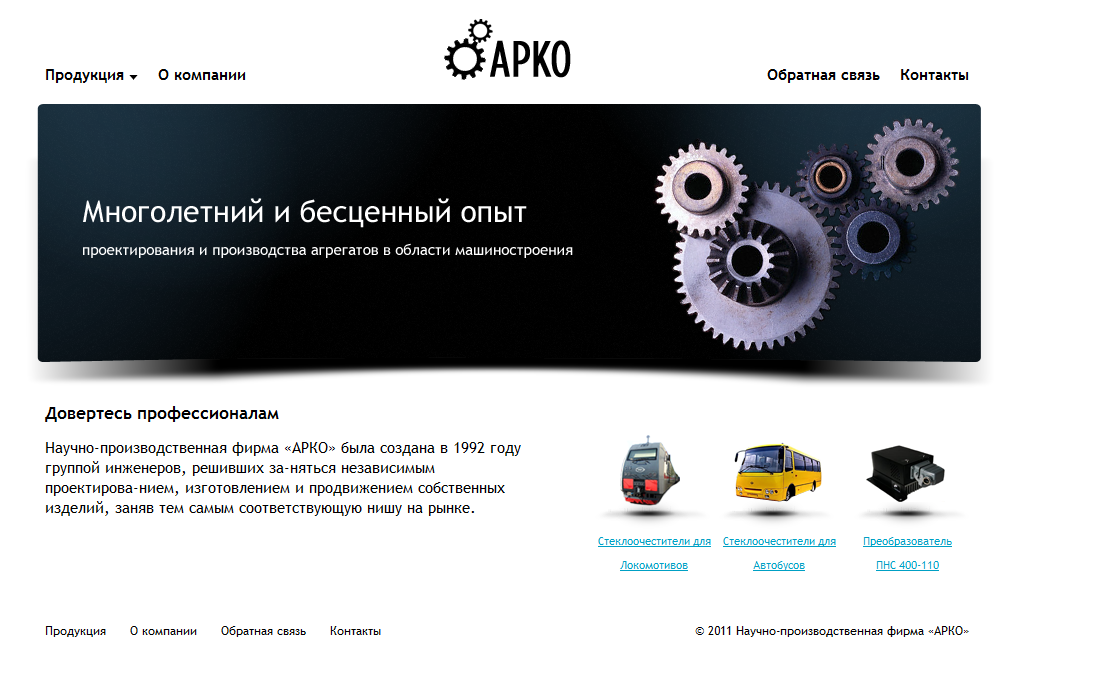 АРКО
Продукция О компании Обратная связь Контакты
Многолетний и бесценный опыт
проектирования и производства агрегатов в области машиностроения
Довертесь профессионалам
Научно-производственная фирма «АРКО» была создана в 1992 году
группой инженеров, решивших за-няться независимым
проектирова-нием, изготовлением и продвижением собственных
изделий, заняв тем самым соответствующую нишу на рынке.
Стеклоочестители для
Локомотивов
Стеклоочестители для
Автобусов
Преобразователь
ПНС 400-110
Продукция О компании Обратная связь Контакты © 2011 Научно-производственная фирма «АРКО»